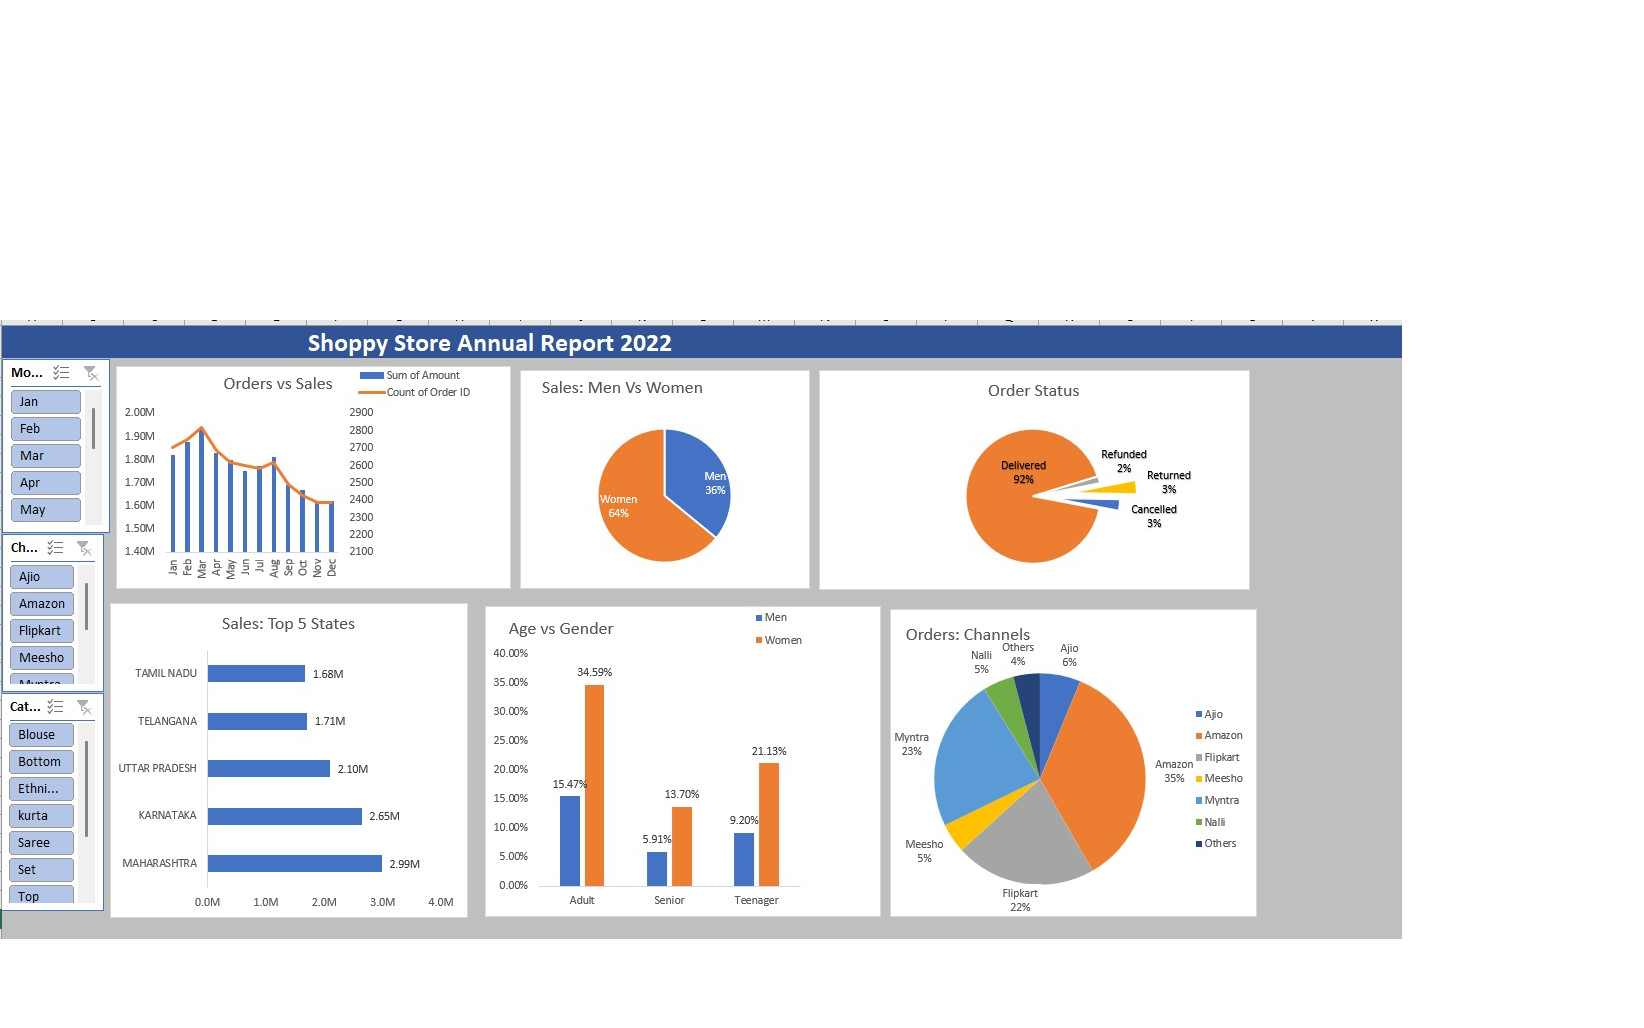 Shoppy Store Annual Report 2022
Mo...
Jan
Feb
Mar
Apr
May
Ch...
Ajio
Amazon
Flipkart
Meesho
Myntra
Cat...
Blouse
Bottom
Ethni...
kurta
Saree
Set
Top
Orders vs Sales
Sum of Amount
Count of Order ID
2.00M
1.90M
1.80M
1.70M
1.60M
1.50M
1.40M
2900
2800
2700
2600
2500
2400
2300
2200
2100
Jan
Feb
Mar
Apr
May
Jun
Jul
Aug
Sep
Oct
Nov
Dec
Sales: Men Vs Women
Men
36%
Women
64%
Order Status
Delivered
92%
Refunded
2%
Returned
3%
Cancelled
3%
Sales: Top 5 States
TAMIL NADU 1.68M
TELANGANA 1.71M
UTTAR PRADESH 2.10M
KARNATAKA 2.65M
MAHARASHTRA 2.99M
0.0M 1.0M 2.0M 3.0M 4.0M
Age vs Gender
Men
Women
40.00%
35.00%
30.00%
25.00%
20.00%
15.00%
10.00%
5.00%
0.00%
15.47%
34.59%
5.91%
13.70%
9.20%
21.13%
Adult Senior Teenager
Orders: Channels
Nalli
5%
Others
4%
Ajio
6%
Myntra
23%
Amazon
35%
Meesho
5%
Flipkart
22%
Ajio
Amazon
Flipkart
Meesho
Myntra
Nalli
Others